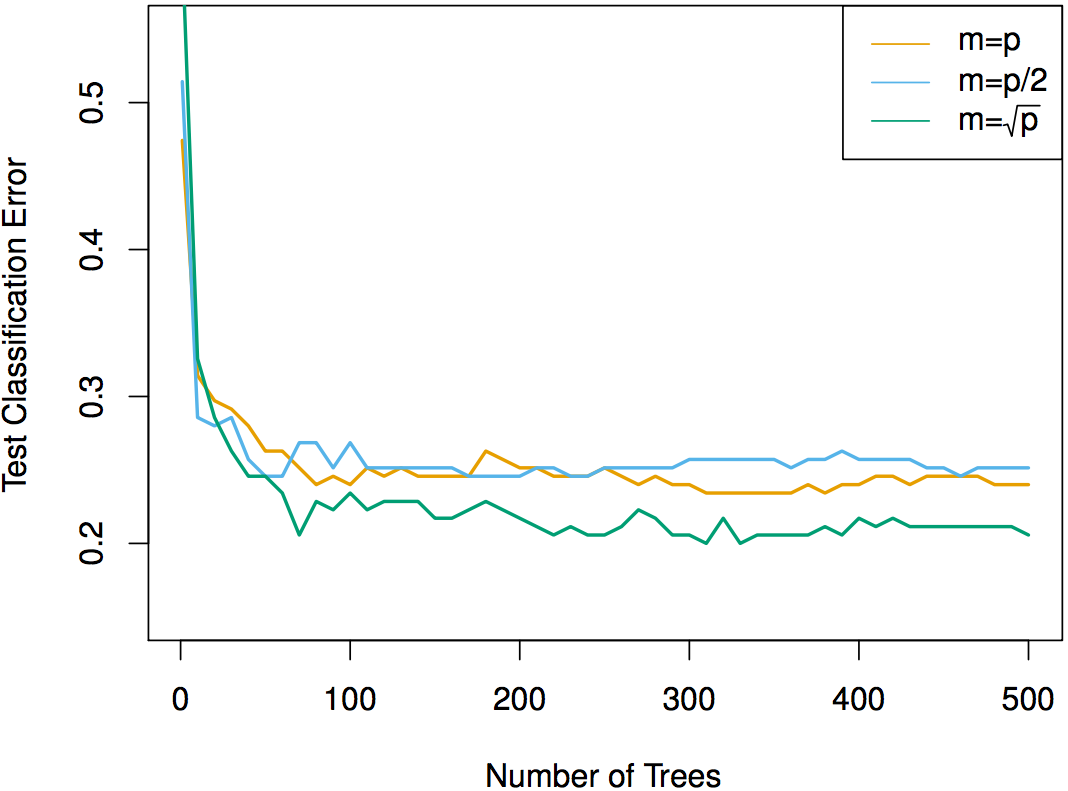 m=p
m=p/2
m=√p
Test Classification Error
0.5
0.4
0.3
0.2
0 100 200 300 400 500
Number of Trees